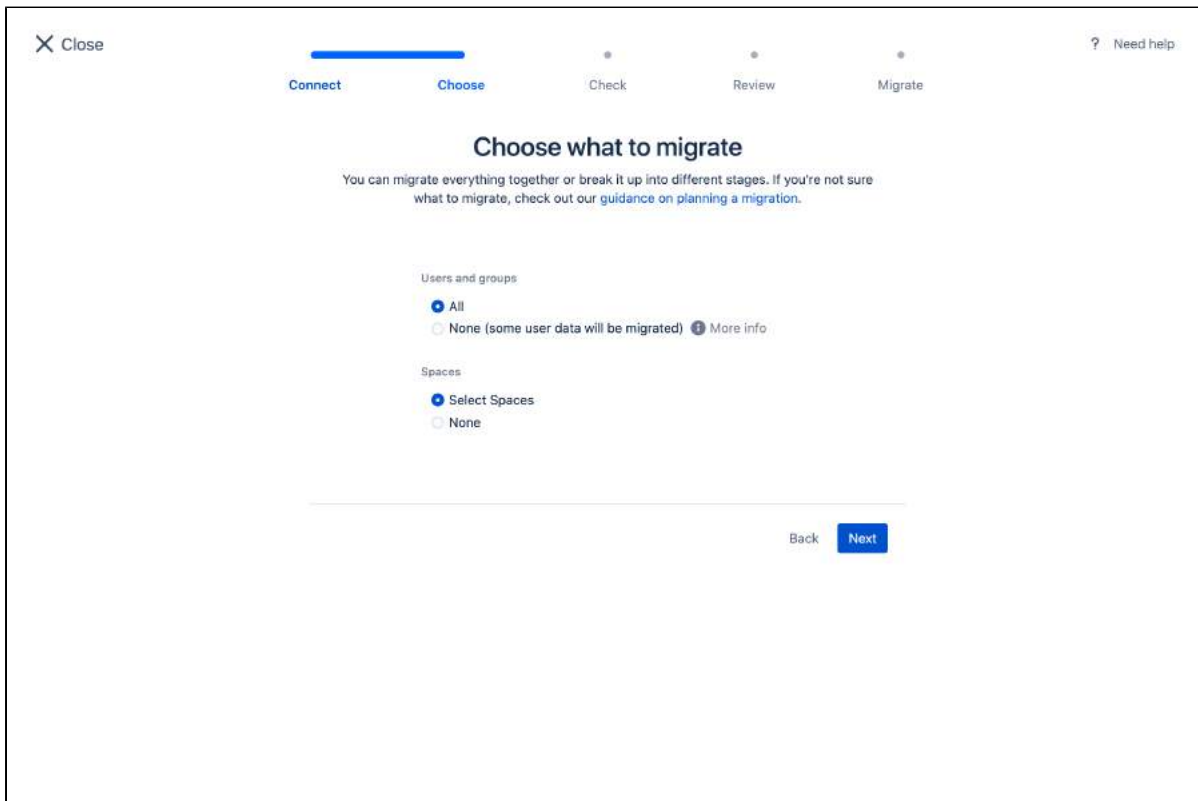 Close
? Need help
Connect
Choose
Check
Review
Migrate
Choose what to migrate
You can migrate everything together or break it up into different stages. If you're not sure
what to migrate, check out our guidance on planning a migration.
Users and groups
All
None (some user data will be migrated) i More info
Spaces
Select Spaces
None
Back
Next